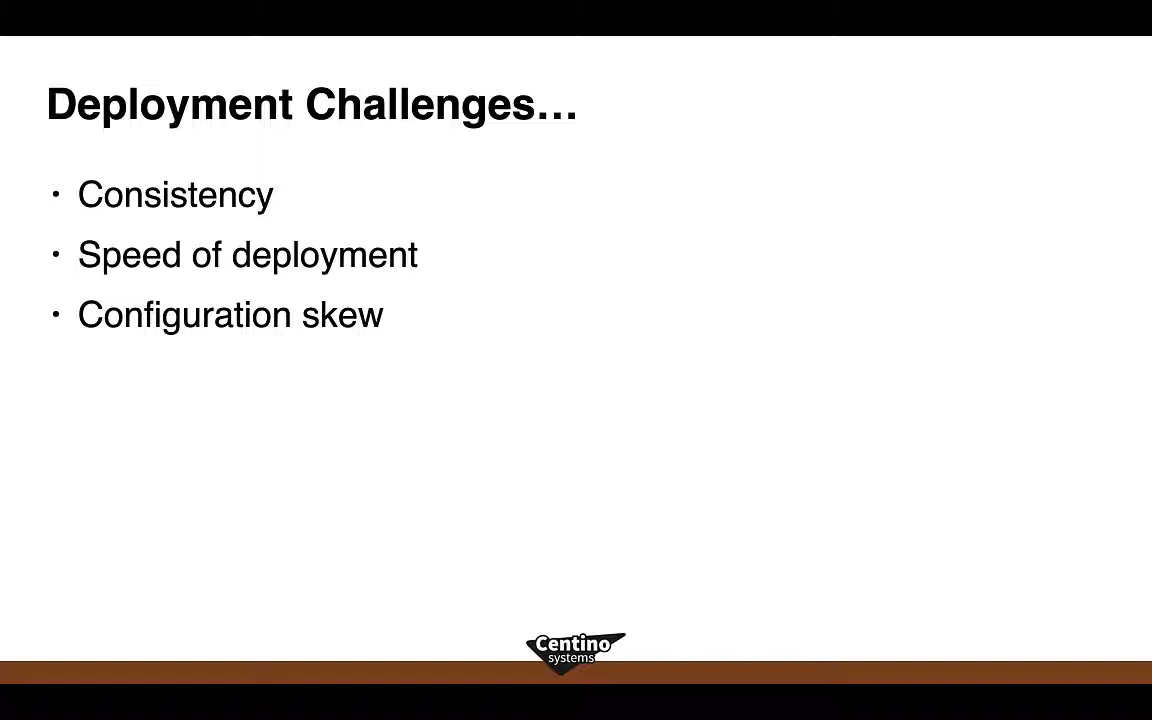 Deployment Challenges…
• Consistency
• Speed of deployment
• Configuration skew
Centino
systems